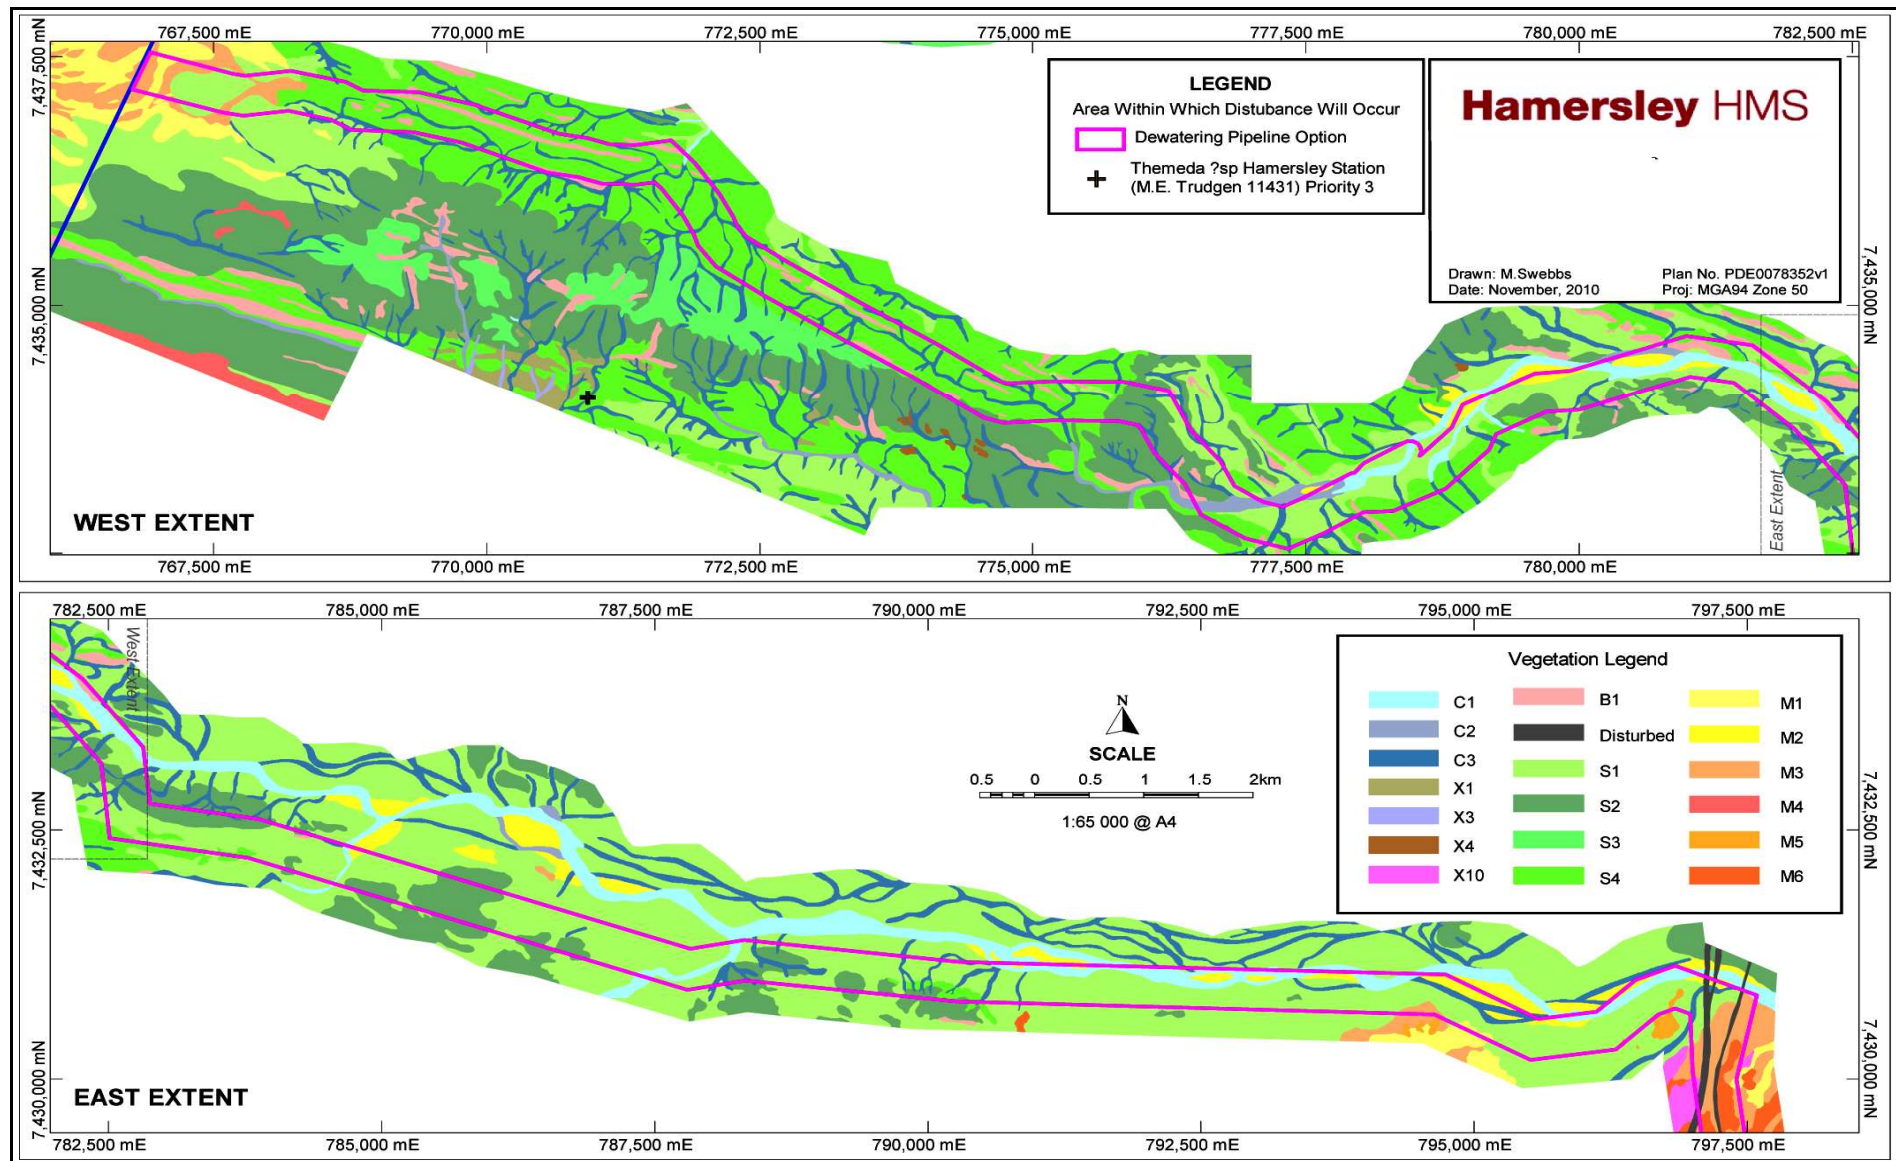 767,500 mE 770,000 mE 772,500 mE 775,000 mE 777,500 mE 780,000 mE 782,500 mE
7,437,500 mN
7,435,000 mN
LEGEND
Area Within Which Distubance Will Occur
Dewatering Pipeline Option
Themeda ?sp Hamersley Station
(M.E. Trudgen 11431) Priority 3
Hamersley HMS
Drawn: M.Swebbs
Date: November, 2010
Plan No. PDE0078352v1
Proj: MGA94 Zone 50
7,435,000 mN
WEST EXTENT
East Extent
767,500 mE 770,000 mE 772,500 mE 775,000 mE 777,500 mE 780,000 mE
782,500 mE 785,000 mE 787,500 mE 790,000 mE 792,500 mE 795,000 mE 797,500 mE
West Extent
7,432,500 mN
7,430,000 mN
N
SCALE
0.5 0 0.5 1 1.5 2km
1:65 000 @ A4
Vegetation Legend
C1
C2
C3
X1
X3
X4
X10
B1
Disturbed
S1
S2
S3
S4
M1
M2
M3
M4
M5
M6
7,432,500 mN
7,430,000 mN
EAST EXTENT
782,500 mE 785,000 mE 787,500 mE 790,000 mE 792,500 mE 795,000 mE 797,500 mE